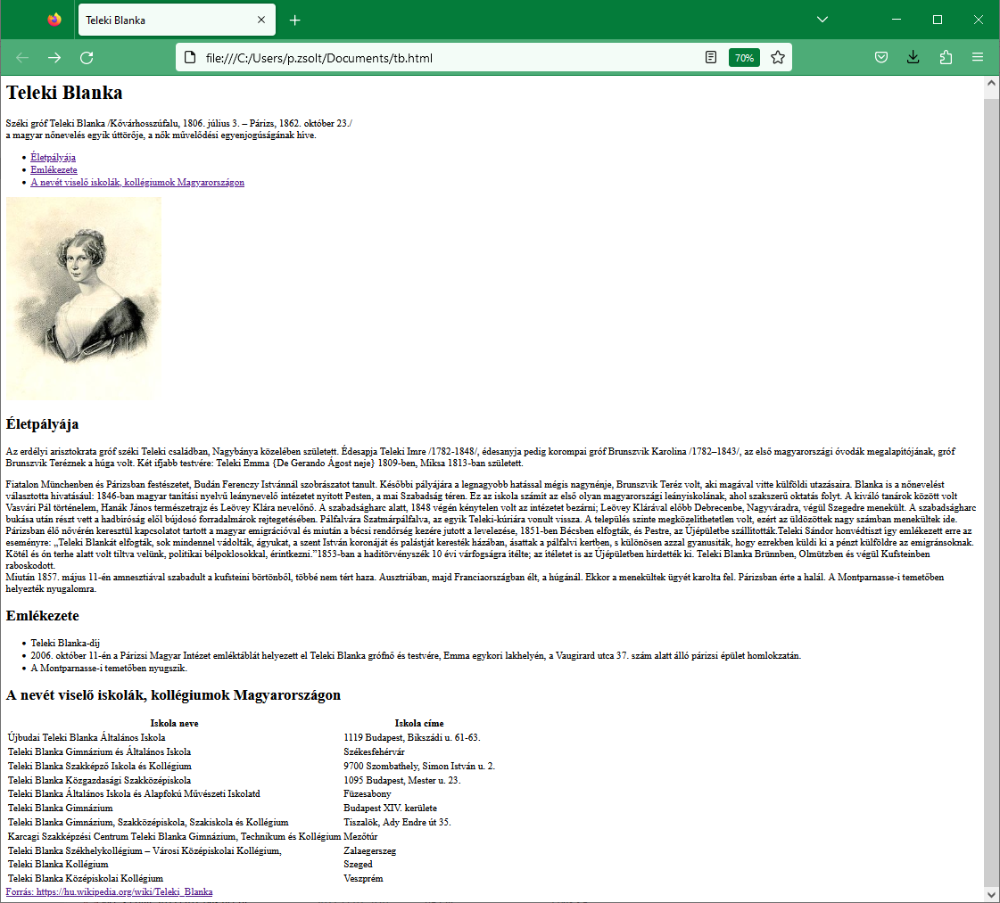 Teleki Blanka
file:///C:/Users/p.zsolt/Documents/tb.html
70%
Teleki Blanka
Széki gróf Teleki Blanka /Kővárhosszúfalu, 1806. július 3. – Párizs, 1862. október 23./
a magyar nőnevelés egyik úttörője, a nők művelődési egyenjogúságának híve.
• Életpályája
• Emlékezete
• A nevét viselő iskolák, kollégiumok Magyarországon
Életpályája
Az erdélyi arisztokrata gróf széki Teleki családban, Nagybánya közelében született. Édesapja Teleki Imre /1782-1848/, édesanyja pedig korompai gróf Brunszvik Karolina /1782–1843/, az első magyarországi óvodák megalapítójának, gróf
Brunszvik Teréznek a húga volt. Két ifjabb testvére: Teleki Emma {De Gerando Ágost neje} 1809-ben, Miksa 1813-ban született.
Fiatalon Münchenben és Párizsban festészetet, Budán Ferenczy Istvánnál szobrászatot tanult. Későbbi pályájára a legnagyobb hatással mégis nagynénje, Brunszvik Teréz volt, aki magával vitte külföldi utazásaira. Blanka is a nőnevelést
választotta hivatásául: 1846-ban magyar tanítási nyelvű leánynevelő intézetet nyitott Pesten, a mai Szabadság téren. Ez az iskola számít az első olyan magyarországi leányiskolának, ahol szakszerű oktatás folyt. A kiváló tanárok között volt
Vasvári Pál történelem, Hanák János természetrajz és Leövey Klára nevelőnő. A szabadságharc alatt, 1848 végén kénytelen volt az intézetet bezárni; Leövey Klárával előbb Debrecenbe, Nagyváradra, végül Szegedre menekült. A szabadságharc
bukása után részt vett a hadbíróság elől bújdosó forradalmárok rejtegetésében. Pálfalvára Szatmárpálfalva, az egyik Teleki-kúriára vonult vissza. A település szinte megközelíthetetlen volt, ezért az üldözöttek nagy számban menekültek ide.
Párizsban élő nővérén keresztül kapcsolatot tartott a magyar emigrációval és miután a bécsi rendőrség kezére jutott a levelezése, 1851-ben Bécsben elfogták, és Pestre, az Újépületbe szállították.Teleki Sándor honvédtiszt így emlékezett erre az
eseményre: „Teleki Blankát elfogták, sok mindennel vádolták, ágyukat, a szent István koronáját és palástját keresték házában, ásattak a pálfalvi kertben, s különösen azzal gyanusíták, hogy ezrekben küldi ki a pénzt külföldre az emigránsoknak.
Kötél és ón terhe alatt volt tiltva velünk, politikai bélpoklosokkal, érintkezni.”1853-ban a haditörvényszék 10 évi várfogságra ítélte; az ítéletet is az Újépületben hirdették ki. Teleki Blanka Brünnben, Olmützben és végül Kufsteinben
raboskodott.
Miután 1857. május 11-én amnesztiával szabadult a kufsteini börtönből, többé nem tért haza. Ausztriában, majd Franciaországban élt, a húgánál. Ekkor a menekültek ügyét karolta fel. Párizsban érte a halál. A Montparnasse-i temetőben
helyezték nyugalomra.
Emlékezete
• Teleki Blanka-díj
• 2006. október 11-én a Párizsi Magyar Intézet emléktáblát helyezett el Teleki Blanka grófnő és testvére, Emma egykori lakhelyén, a Vaugirard utca 37. szám alatt álló párizsi épület homlokzatán.
• A Montparnasse-i temetőben nyugszik.
A nevét viselő iskolák, kollégiumok Magyarországon
Iskola neve Iskola címe
Újbudai Teleki Blanka Általános Iskola 1119 Budapest, Bikszádi u. 61-63.
Teleki Blanka Gimnázium és Általános Iskola Székesfehérvár
Teleki Blanka Szakképző Iskola és Kollégium 9700 Szombathely, Simon István u. 2.
Teleki Blanka Közgazdasági Szakközépiskola 1095 Budapest, Mester u. 23.
Teleki Blanka Általános Iskola és Alapfokú Művészeti Iskolatd Füzesabony
Teleki Blanka Gimnázium Budapest XIV. kerülete
Teleki Blanka Gimnázium, Szakközépiskola, Szakiskola és Kollégium Tiszalök, Ady Endre út 35.
Karcagi Szakképzési Centrum Teleki Blanka Gimnázium, Technikum és Kollégium Mezőtúr
Teleki Blanka Székhelykollégium – Városi Középiskolai Kollégium, Zalaegerszeg
Teleki Blanka Kollégium Szeged
Teleki Blanka Középiskolai Kollégium Veszprém
Forrás: https://hu.wikipedia.org/wiki/Teleki_Blanka